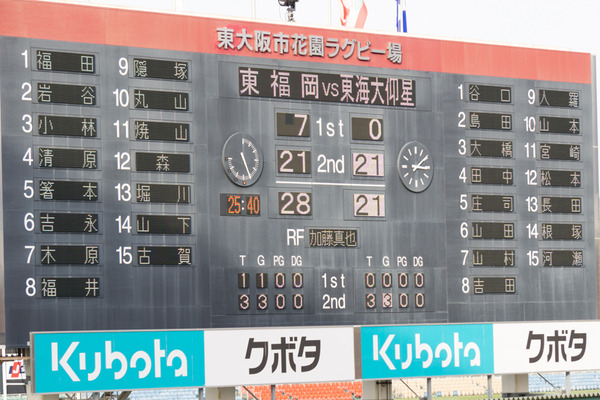 東大阪市花園ラグビー場
東福岡 VS 東海大仰星
7 1st 0
21 2nd 21
28 21
25:40
RF 加藤真也
T G PG DG T G PG DG
1 1 0 0 1st 0 0 0 0
3 3 0 0 2nd 3 3 0 0
1 福田
2 岩谷
3 小林
4 清原
5 箸本
6 吉永
7 木原
8 福井
9 隠塚
10 丸山
11 焼山
12 森
13 堀川
14 山下
15 古賀
1 谷口
2 島田
3 大橋
4 田中
5 庄司
6 山田
7 山村
8 吉田
9 人羅
10 山本
11 宮崎
12 松本
13 長田
14 根塚
15 河瀬
Kubota クボタ Kubota クボタ